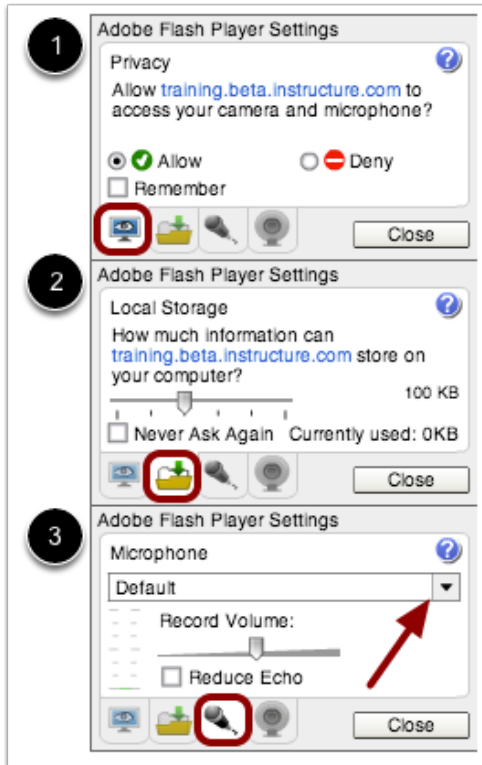 1
Adobe Flash Player Settings
Privacy
?
Allow training.beta.instructure.com to
access your camera and microphone?
Allow
Deny
Remember
Close
2
Adobe Flash Player Settings
Local Storage
?
How much information can
training.beta.instructure.com store on
your computer?
100 KB
Never Ask Again Currently used: 0KB
Close
3
Adobe Flash Player Settings
Microphone
?
Default
Record Volume:
Reduce Echo
Close